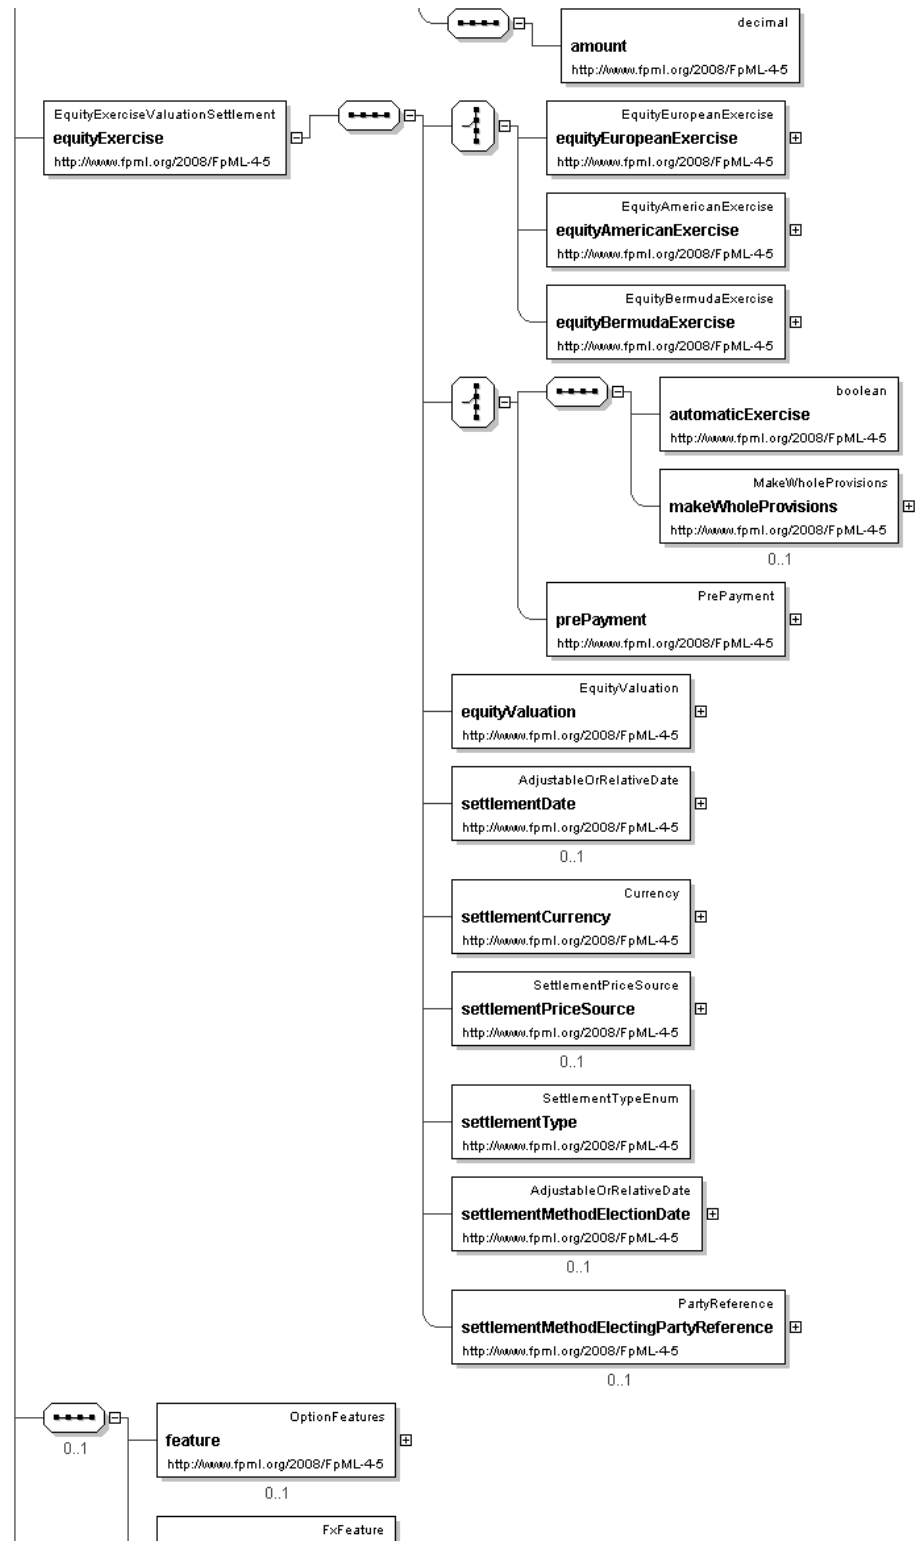 decimal
amount
http://www.fpml.org/2008/FpML-4-5
EquityExerciseValuationSettlement
equityExercise
http://www.fpml.org/2008/FpML-4-5
EquityEuropeanExercise
equityEuropeanExercise
http://www.fpml.org/2008/FpML-4-5
EquityAmericanExercise
equityAmericanExercise
http://www.fpml.org/2008/FpML-4-5
EquityBermudaExercise
equityBermudaExercise
http://www.fpml.org/2008/FpML-4-5
boolean
automaticExercise
http://www.fpml.org/2008/FpML-4-5
MakeWholeProvisions
makeWholeProvisions
http://www.fpml.org/2008/FpML-4-5
0..1
PrePayment
prePayment
http://www.fpml.org/2008/FpML-4-5
EquityValuation
equityValuation
http://www.fpml.org/2008/FpML-4-5
AdjustableOrRelativeDate
settlementDate
http://www.fpml.org/2008/FpML-4-5
0..1
Currency
settlementCurrency
http://www.fpml.org/2008/FpML-4-5
SettlementPriceSource
settlementPriceSource
http://www.fpml.org/2008/FpML-4-5
0..1
SettlementTypeEnum
settlementType
http://www.fpml.org/2008/FpML-4-5
AdjustableOrRelativeDate
settlementMethodElectionDate
http://www.fpml.org/2008/FpML-4-5
0..1
PartyReference
settlementMethodElectingPartyReference
http://www.fpml.org/2008/FpML-4-5
0..1
0..1
OptionFeatures
feature
http://www.fpml.org/2008/FpML-4-5
0..1
FxFeature